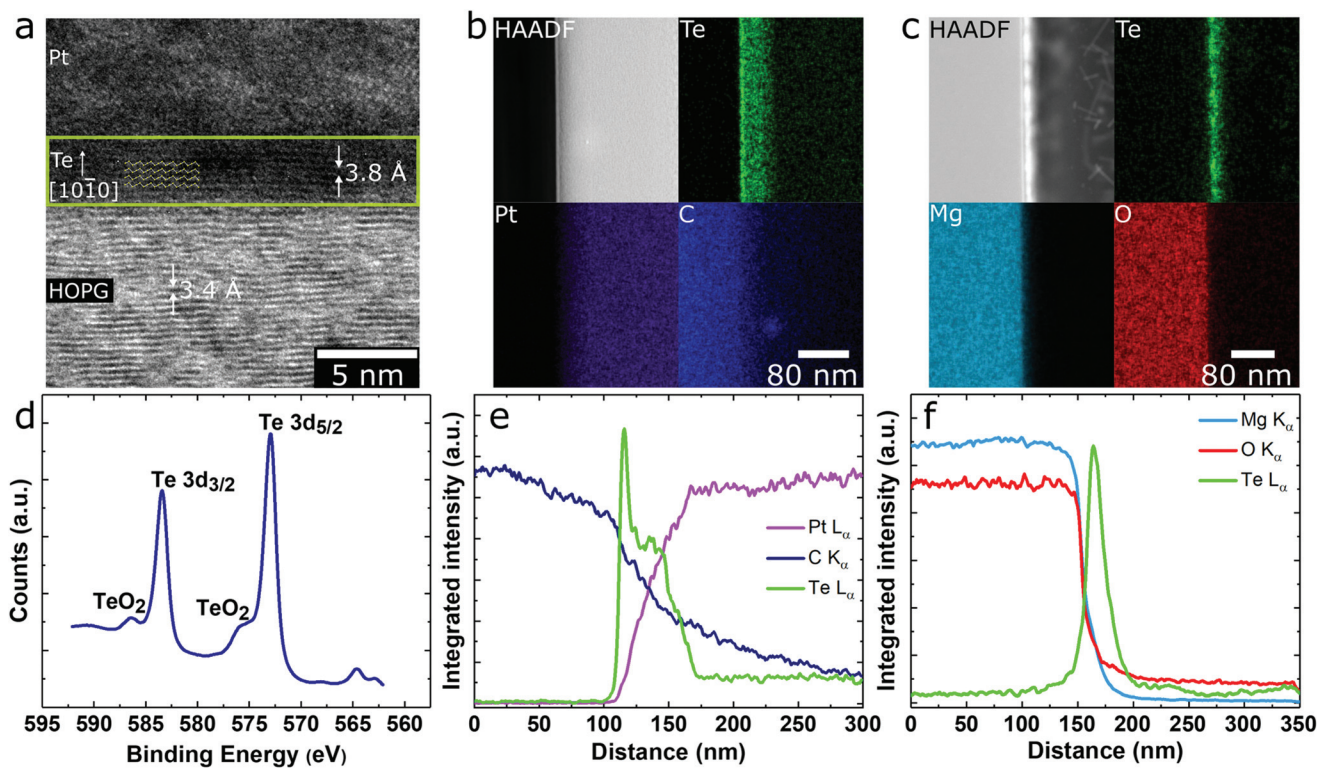 a
Pt
Te
[101̄0]
3.8 Å
HOPG
3.4 Å
5 nm
b
HAADF
Te
Pt
C
80 nm
c
HAADF
Te
Mg
O
80 nm
d
Te 3d5/2
Te 3d3/2
TeO2
TeO2
Counts (a.u.)
595 590 585 580 575 570 565 560
Binding Energy (eV)
e
Pt Lα
C Kα
Te Lα
Integrated intensity (a.u.)
0 50 100 150 200 250 300
Distance (nm)
f
Mg Kα
O Kα
Te Lα
Integrated intensity (a.u.)
0 50 100 150 200 250 300 350
Distance (nm)